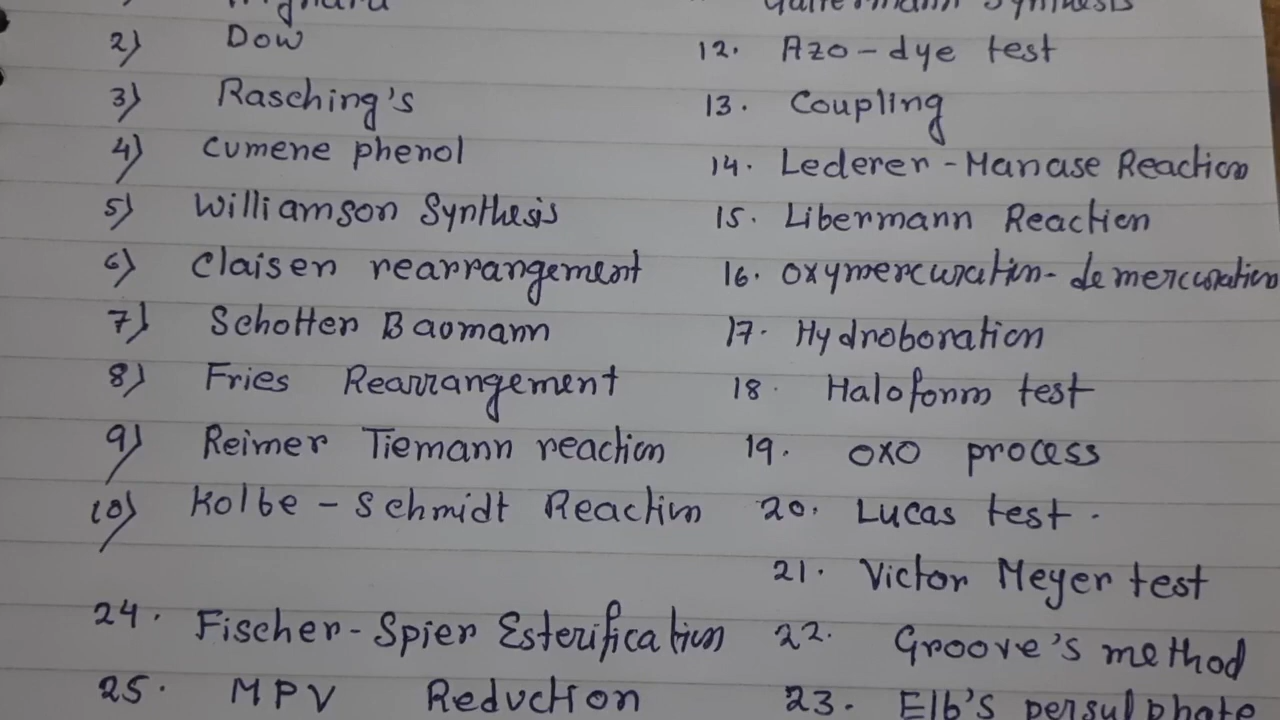 2) Dow
3) Rasching's
4) Cumene phenol
5) Williamson Synthesis
6) Claisen rearrangement
7) Schotten Baomann
8) Fries Rearrangement
9) Reimer Tiemann reaction
10) Kolbe - Schmidt Reaction
24. Fischer-Spier Esterification
25. MPV Reduction
Synthesis
12. Azo-dye test
13. Coupling
14. Lederer-Manase Reaction
15. Libermann Reaction
16. Oxymercuration-demercuration
17. Hydroboration
18. Haloform test
19. Oxo process
20. Lucas test.
21. Victor Meyer test
22. Groove's method
23. Elb's persulphate